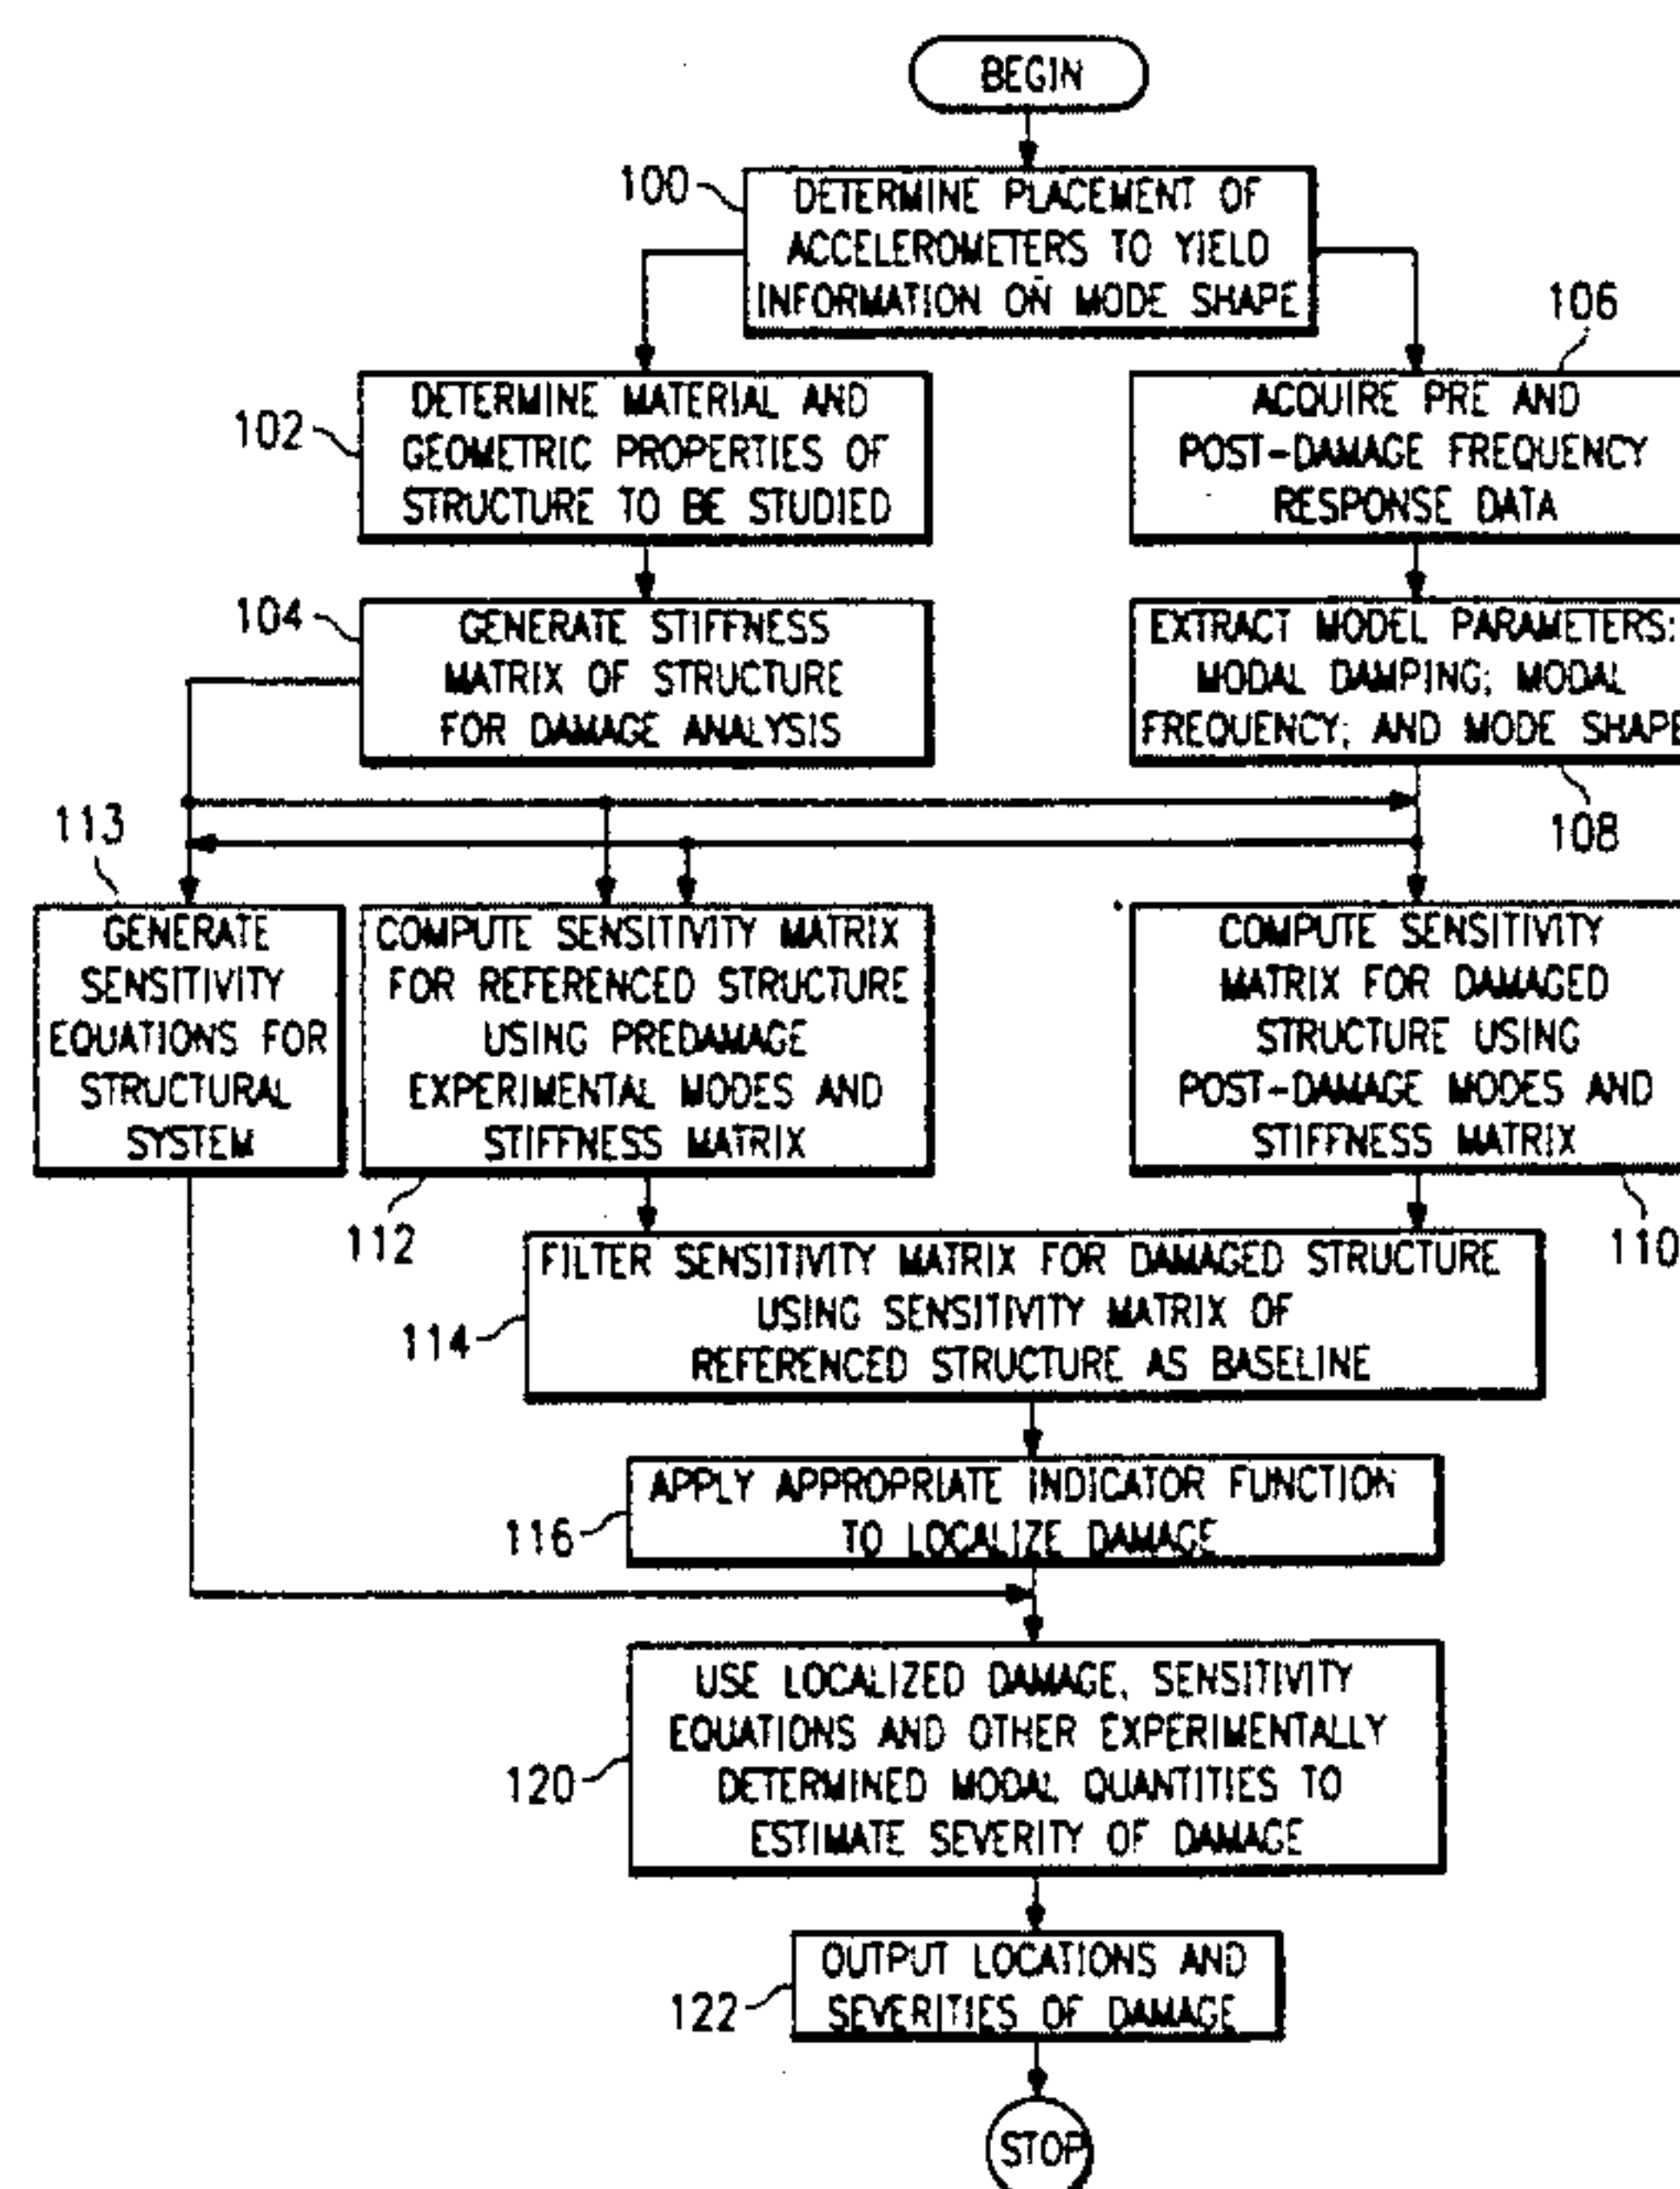 BEGIN
100
DETERMINE PLACEMENT OF
ACCELEROMETERS TO YIELD
INFORMATION ON MODE SHAPE
102
DETERMINE MATERIAL AND
GEOMETRIC PROPERTIES OF
STRUCTURE TO BE STUDIED
106
ACQUIRE PRE AND
POST-DAMAGE FREQUENCY
RESPONSE DATA
104
GENERATE STIFFNESS
MATRIX OF STRUCTURE
FOR DAMAGE ANALYSIS
EXTRACT MODEL PARAMETERS:
MODAL DAMPING; MODAL
FREQUENCY; AND MODE SHAPE
108
113
GENERATE
SENSITIVITY
EQUATIONS FOR
STRUCTURAL
SYSTEM
COMPUTE SENSITIVITY MATRIX
FOR REFERENCED STRUCTURE
USING PREDAMAGE
EXPERIMENTAL MODES AND
STIFFNESS MATRIX
112
COMPUTE SENSITIVITY
MATRIX FOR DAMAGED
STRUCTURE USING
POST-DAMAGE MODES AND
STIFFNESS MATRIX
110
FILTER SENSITIVITY MATRIX FOR DAMAGED STRUCTURE
USING SENSITIVITY MATRIX OF
REFERENCED STRUCTURE AS BASELINE
114
APPLY APPROPRIATE INDICATOR FUNCTION
TO LOCALIZE DAMAGE
116
USE LOCALIZED DAMAGE, SENSITIVITY
EQUATIONS AND OTHER EXPERIMENTALLY
DETERMINED MODAL QUANTITIES TO
ESTIMATE SEVERITY OF DAMAGE
120
OUTPUT LOCATIONS AND
SEVERITIES OF DAMAGE
122
STOP